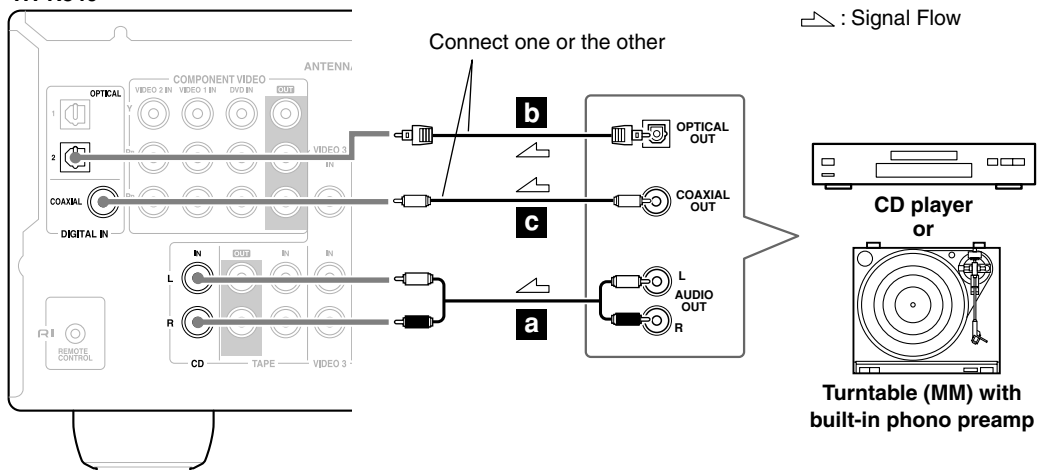 : Signal Flow
Connect one or the other
ANTENNA
COMPONENT VIDEO
VIDEO 2 IN VIDEO 1 IN DVD IN OUT
OPTICAL
1
Y
2
VIDEO 3
IN
COAXIAL
DIGITAL IN
b
OPTICAL
OUT
c
COAXIAL
OUT
IN OUT IN IN
L
R
CD TAPE VIDEO 3
RI
REMOTE
CONTROL
a
L
AUDIO
OUT
R
CD player
or
Turntable (MM) with
built-in phono preamp